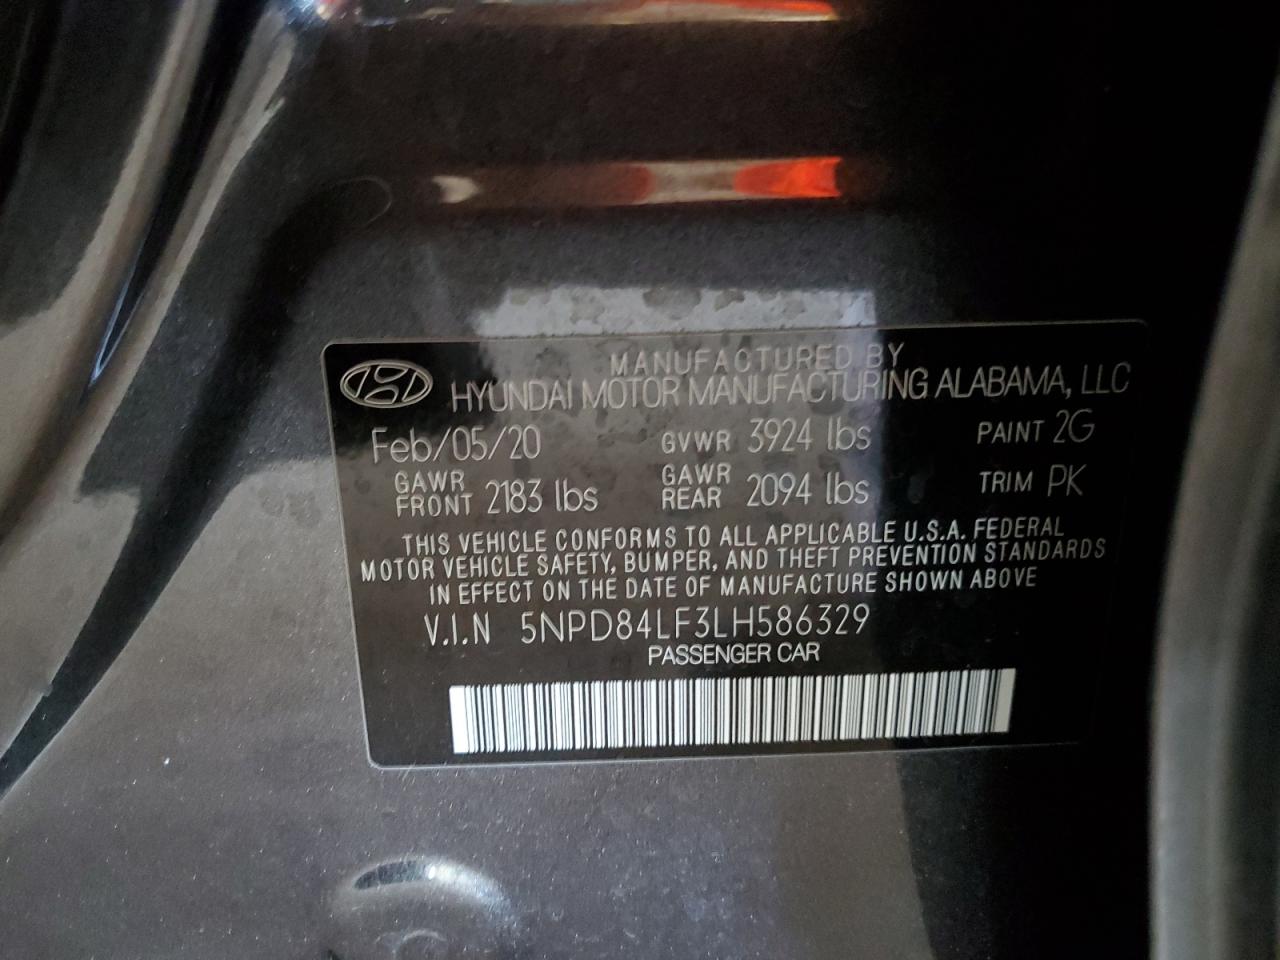 MANUFACTURED BY
HYUNDAI MOTOR MANUFACTURING ALABAMA, LLC
Feb/05/20 GVWR 3924 lbs PAINT 2G
GAWR FRONT 2183 lbs GAWR REAR 2094 lbs TRIM PK
THIS VEHICLE CONFORMS TO ALL APPLICABLE U.S.A. FEDERAL
MOTOR VEHICLE SAFETY, BUMPER, AND THEFT PREVENTION STANDARDS
IN EFFECT ON THE DATE OF MANUFACTURE SHOWN ABOVE
V.I.N 5NPD84LF3LH586329
PASSENGER CAR